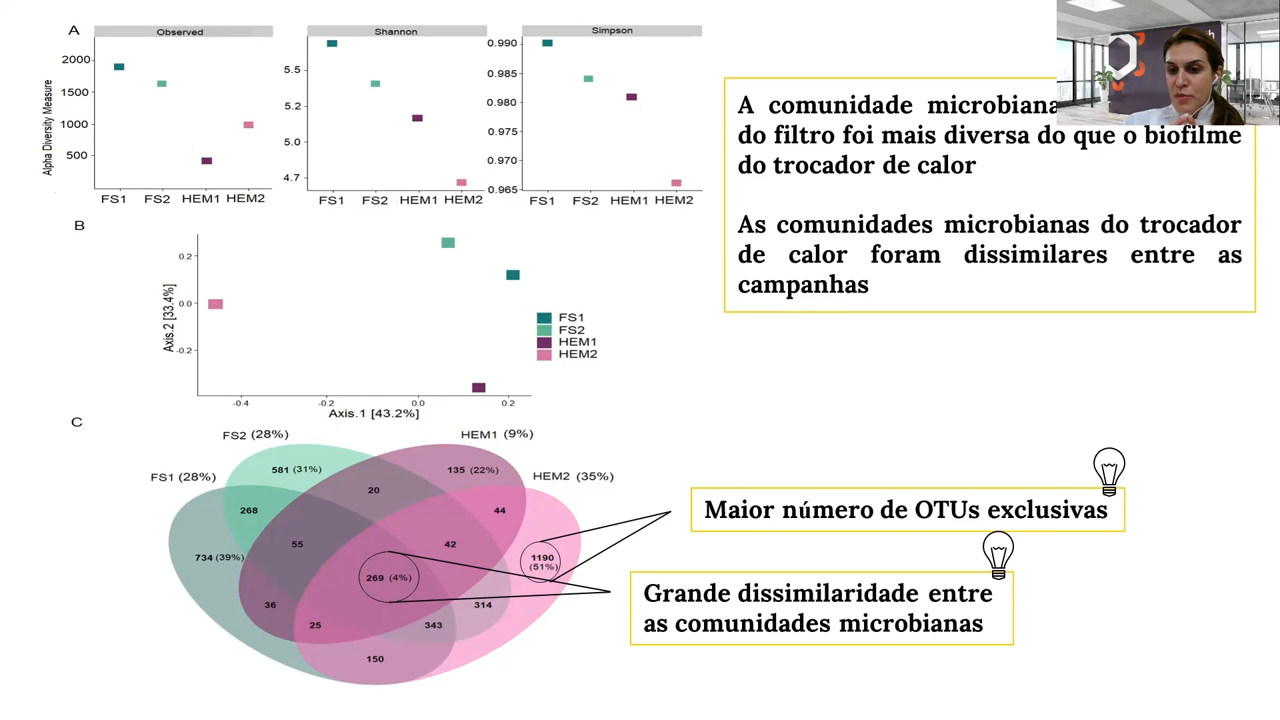 A
Observed
Shannon
Simpson
Alpha Diversity Measure
2000
1500
1000
500
5.5
5.2
5.0
4.7
0.990
0.985
0.980
0.975
0.970
0.965
FS1 FS2 HEM1 HEM2
FS1 FS2 HEM1 HEM2
FS1 FS2 HEM1 HEM2
h
A comunidade microbiana
do filtro foi mais diversa do que o biofilme
do trocador de calor
As comunidades microbianas do trocador
de calor foram dissimilares entre as
campanhas
B
Axis.2 [33.4%]
0.2
0.0
-0.2
-0.4 -0.2 0.0 0.2
Axis.1 [43.2%]
FS1
FS2
HEM1
HEM2
C
FS2 (28%)
HEM1 (9%)
FS1 (28%)
HEM2 (35%)
581 (31%)
135 (22%)
20
268
44
55
42
734 (39%)
1190
(51%)
269 (4%)
36
314
25
343
150
Maior número de OTUs exclusivas
Grande dissimilaridade entre
as comunidades microbianas